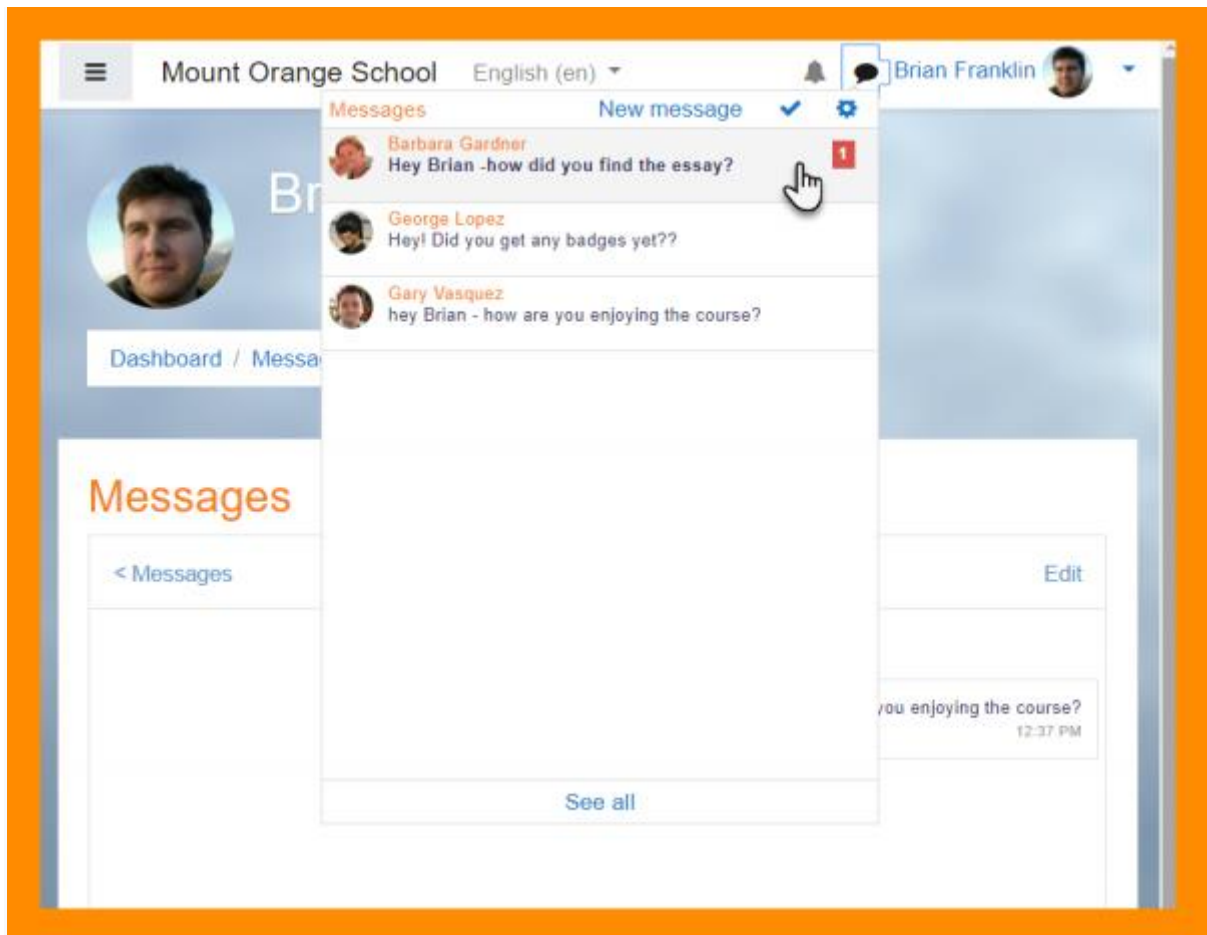 Mount Orange School English (en) Brian Franklin
Messages New message
Barbara Gardner
Hey Brian -how did you find the essay?
1
George Lopez
Hey! Did you get any badges yet??
Gary Vasquez
hey Brian - how are you enjoying the course?
Dashboard /
Messages
< Messages Edit
you enjoying the course?
12:37 PM
See all